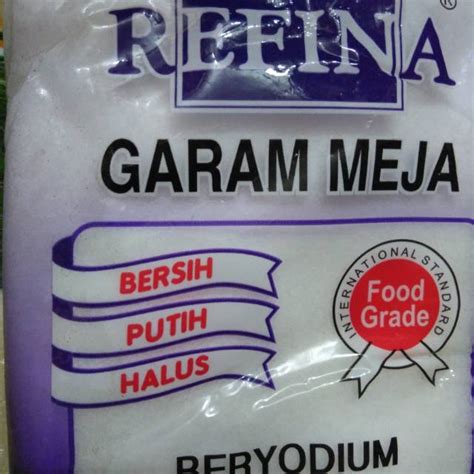 REFINA
®
GARAM MEJA
BERSIH
PUTIH
HALUS
INTERNATIONAL STANDARD
Food
Grade
BERYODIUM